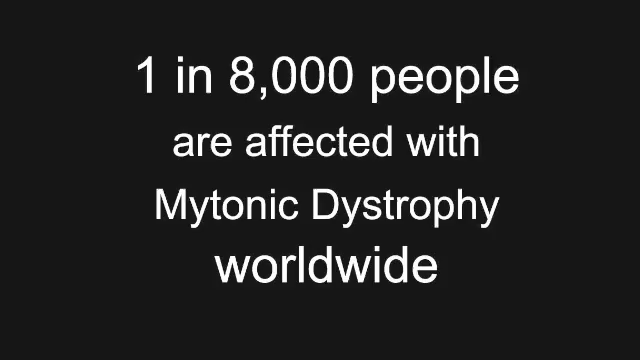 1 in 8,000 people
are affected with
Mytonic Dystrophy
worldwide